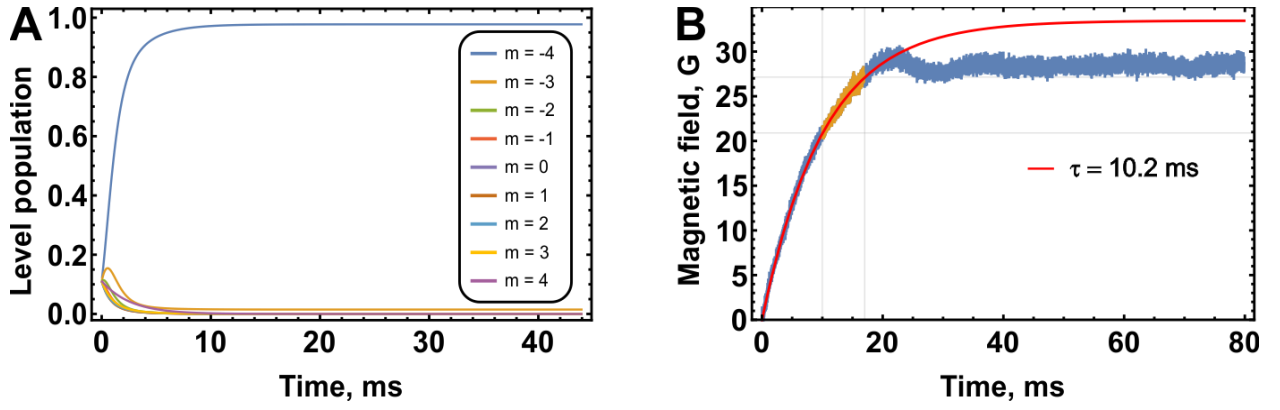 A
Level population
1.0
0.8
0.6
0.4
0.2
0.0
0
10
20
30
40
Time, ms
m = -4
m = -3
m = -2
m = -1
m = 0
m = 1
m = 2
m = 3
m = 4
B
Magnetic field, G
30
25
20
15
10
5
0
0
20
40
60
80
Time, ms
τ = 10.2 ms